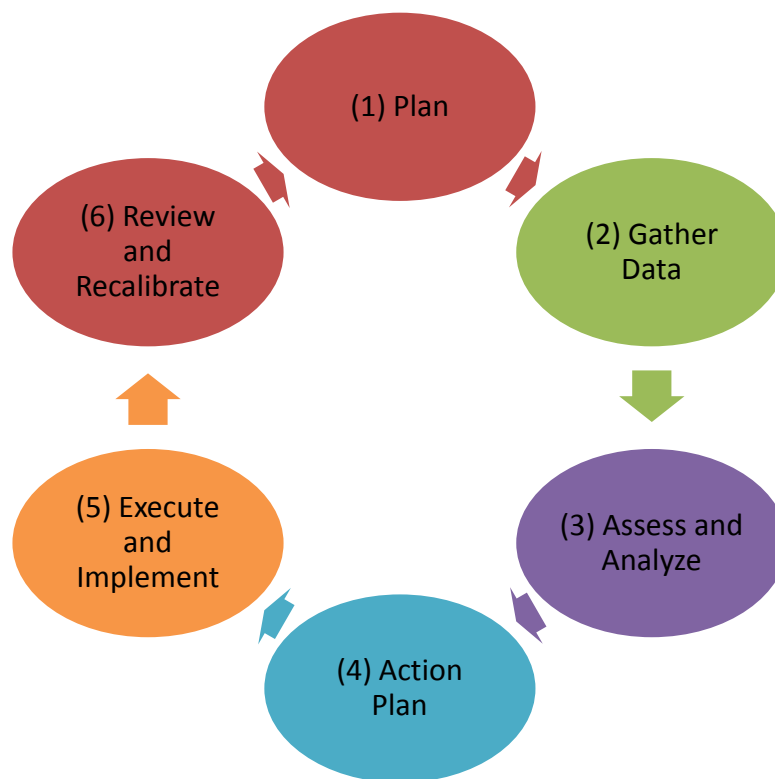 (1) Plan
(2) Gather
Data
(3) Assess and
Analyze
(4) Action
Plan
(5) Execute
and
Implement
(6) Review
and
Recalibrate